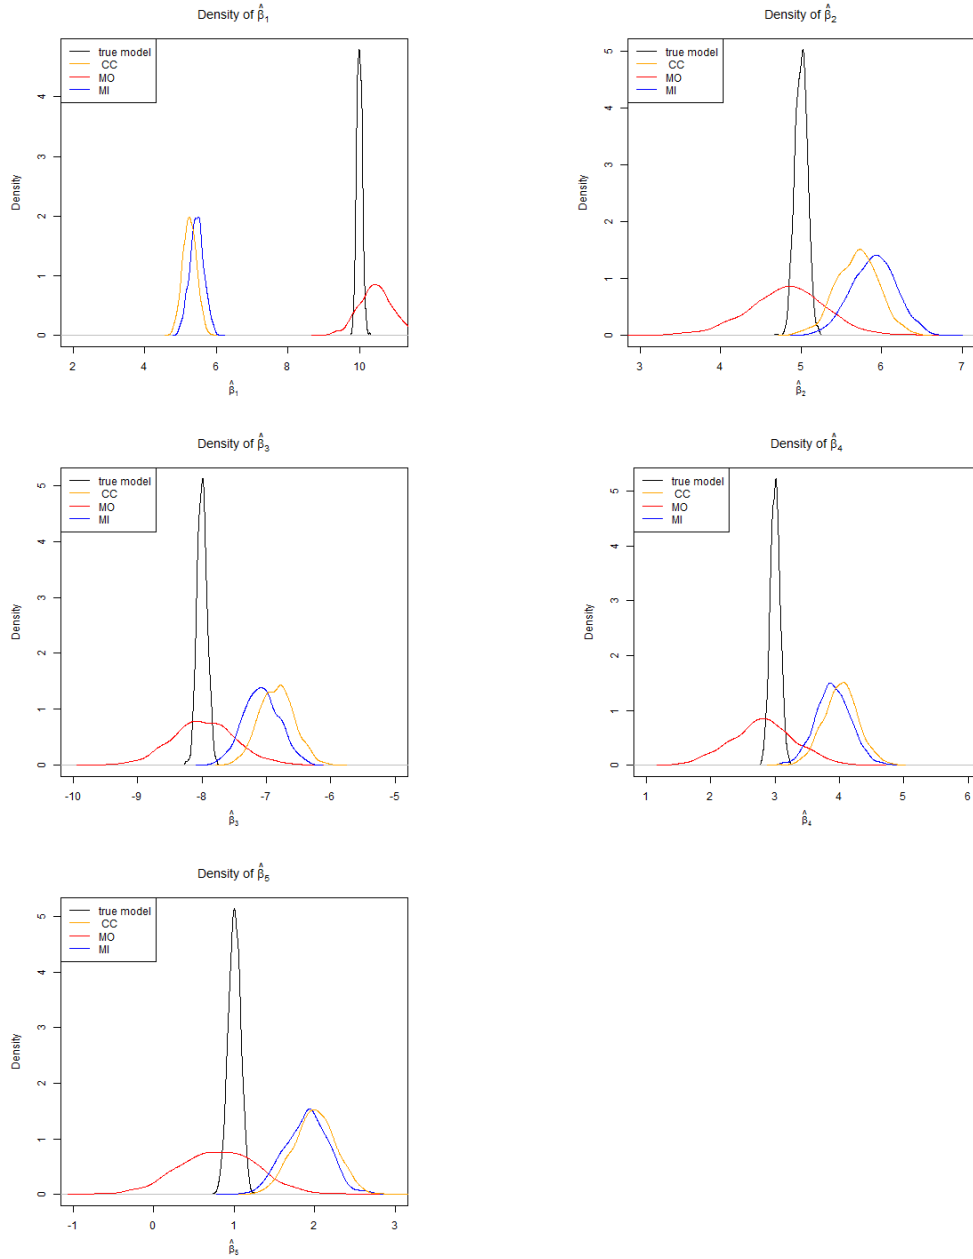 Density of β̂₁
true model
CC
MO
MI
Density
0 1 2 3 4
2 4 6 8 10
β̂₁
Density of β̂₂
true model
CC
MO
MI
Density
0 1 2 3 4 5
3 4 5 6 7
β̂₂
Density of β̂₃
true model
CC
MO
MI
Density
0 1 2 3 4 5
-10 -9 -8 -7 -6 -5
β̂₃
Density of β̂₄
true model
CC
MO
MI
Density
0 1 2 3 4 5
1 2 3 4 5 6
β̂₄
Density of β̂₅
true model
CC
MO
MI
Density
0 1 2 3 4 5
-1 0 1 2 3
β̂₅